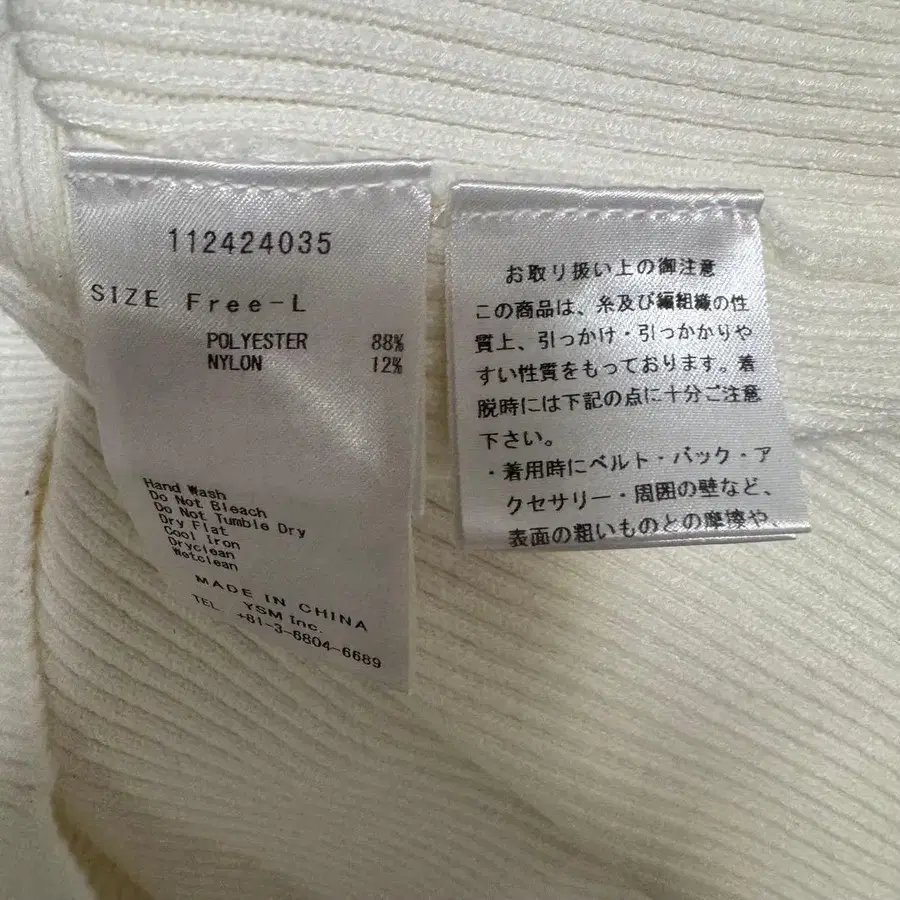 112424035
SIZE Free-L
POLYESTER 88%
NYLON 12%
Hand Wash
Do Not Bleach
Do Not Tumble Dry
Dry Flat
Cool Iron
Dryclean
Wetclean
MADE IN CHINA
YSM Inc.
TEL +81-3-6804-6689
お取り扱い上の御注意
この商品は、糸及び編組織の性
質上、引っかけ・引っかかりや
すい性質をもっております。着
脱時には下記の点に十分ご注意
下さい。
・着用時にベルト・バック・ア
クセサリー・周囲の壁など、
表面の粗いものとの摩擦や、